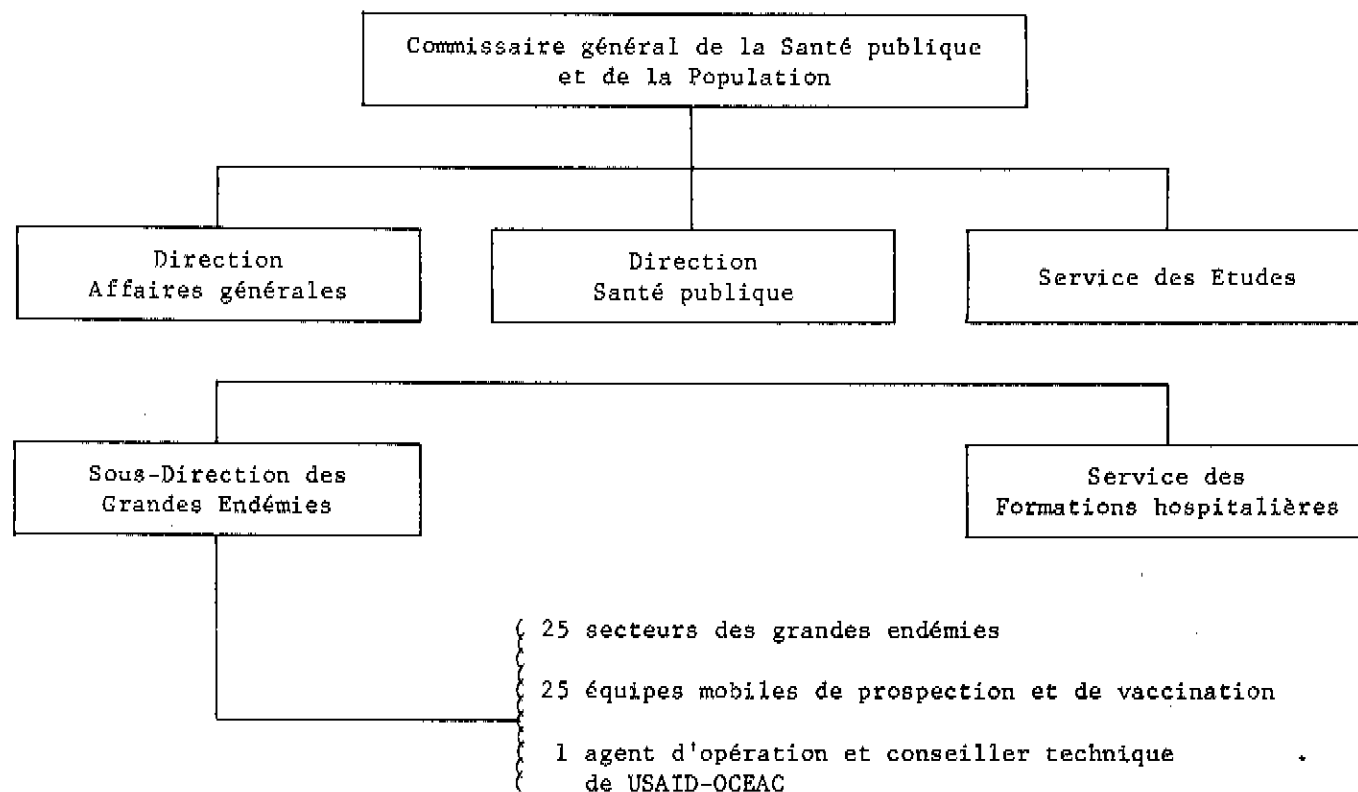 Commissaire général de la Santé publique
et de la Population
Direction
Affaires générales
Direction
Santé publique
Service des Etudes
Sous-Direction des
Grandes Endémies
Service des
Formations hospitalières
25 secteurs des grandes endémies
25 équipes mobiles de prospection et de vaccination
1 agent d'opération et conseiller technique
de USAID-OCEAC